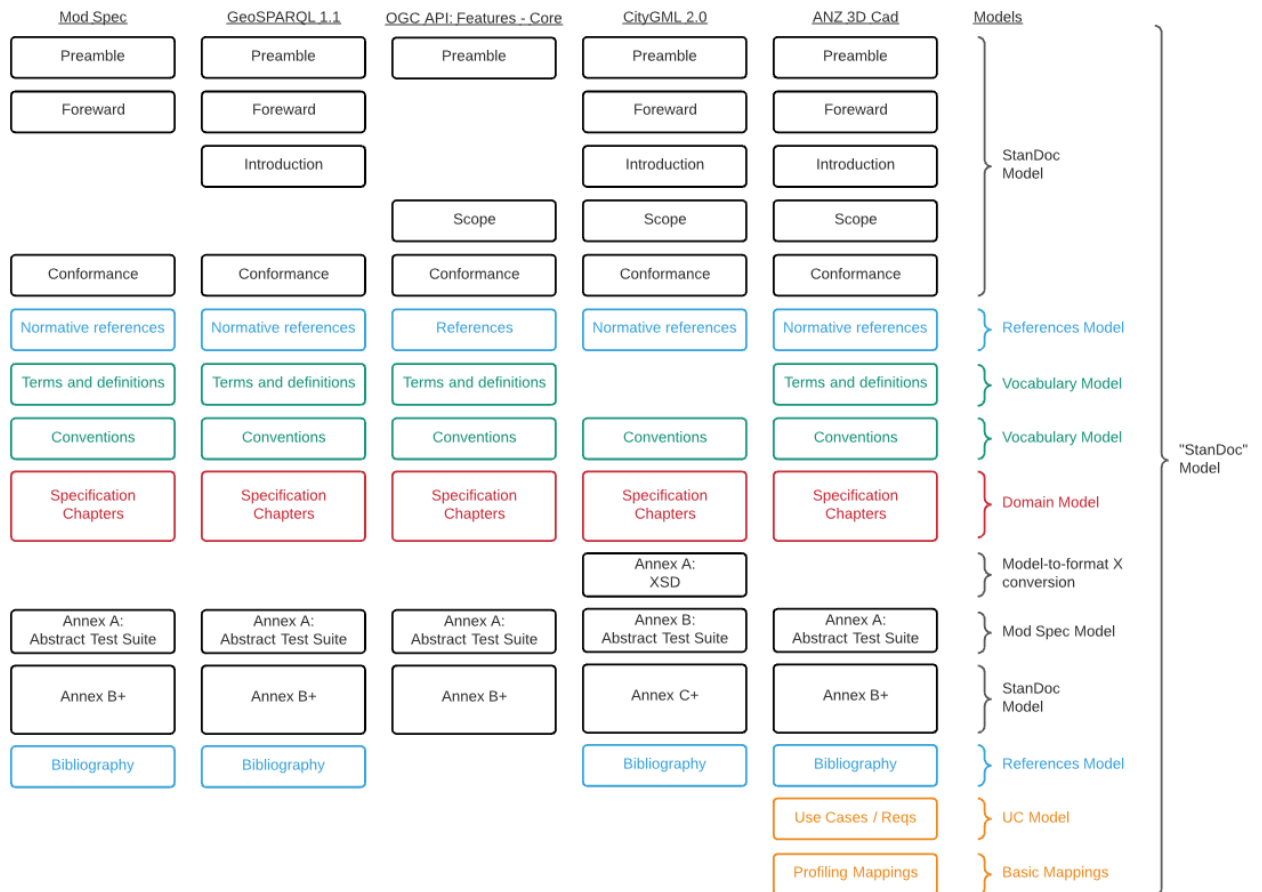 Mod Spec
GeoSPARQL 1.1
OGC API: Features - Core
CityGML 2.0
ANZ 3D Cad
Models
Preamble
Preamble
Preamble
Preamble
Preamble
Foreward
Foreward
Foreward
Foreward
Introduction
Introduction
Introduction
StanDoc
Model
Scope
Scope
Scope
Conformance
Conformance
Conformance
Conformance
Conformance
Normative references
Normative references
References
Normative references
Normative references
References Model
Terms and definitions
Terms and definitions
Terms and definitions
Terms and definitions
Vocabulary Model
Conventions
Conventions
Conventions
Conventions
Conventions
Vocabulary Model
"StanDoc"
Model
Specification
Chapters
Specification
Chapters
Specification
Chapters
Specification
Chapters
Specification
Chapters
Domain Model
Annex A:
XSD
Model-to-format X
conversion
Annex A:
Abstract Test Suite
Annex A:
Abstract Test Suite
Annex A:
Abstract Test Suite
Annex B:
Abstract Test Suite
Annex A:
Abstract Test Suite
Mod Spec Model
Annex B+
Annex B+
Annex B+
Annex C+
Annex B+
StanDoc
Model
Bibliography
Bibliography
Bibliography
Bibliography
References Model
Use Cases / Reqs
UC Model
Profiling Mappings
Basic Mappings